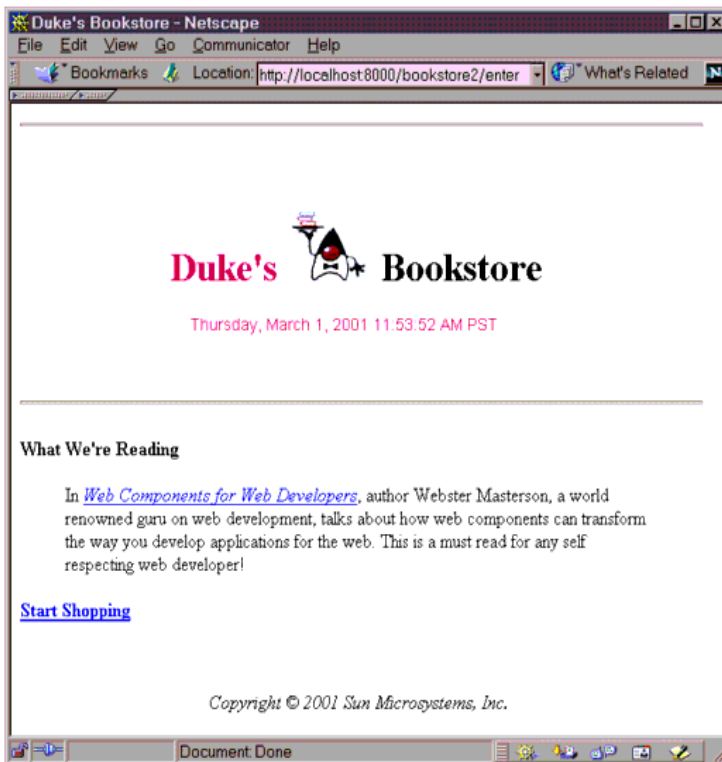 Duke's Bookstore - Netscape
File Edit View Go Communicator Help
Bookmarks Location: http://localhost:8000/bookstore2/enter What's Related N
Duke's Bookstore
Thursday, March 1, 2001 11:53:52 AM PST
What We're Reading
In Web Components for Web Developers, author Webster Masterson, a world
renowned guru on web development, talks about how web components can transform
the way you develop applications for the web. This is a must read for any self
respecting web developer!
Start Shopping
Copyright © 2001 Sun Microsystems, Inc.
Document: Done